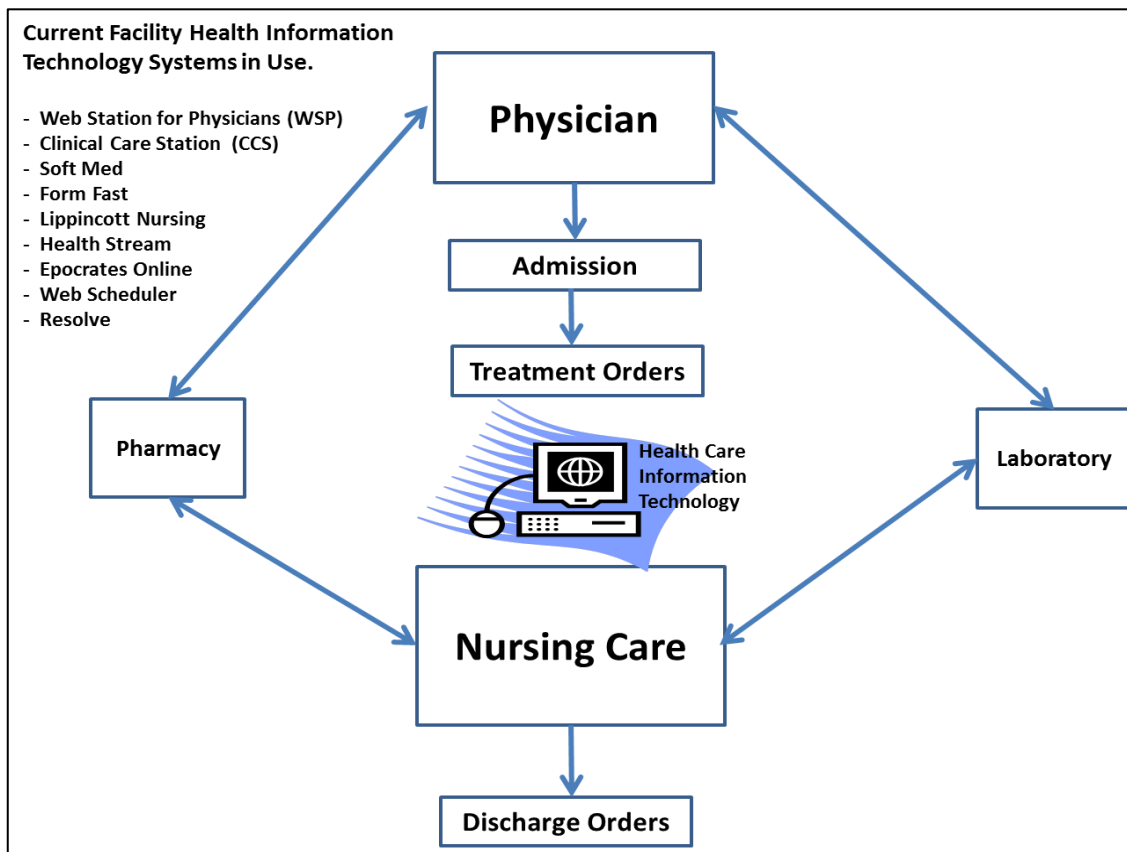 Current Facility Health Information
Technology Systems in Use.
- Web Station for Physicians (WSP)
- Clinical Care Station (CCS)
- Soft Med
- Form Fast
- Lippincott Nursing
- Health Stream
- Epocrates Online
- Web Scheduler
- Resolve
Physician
Admission
Treatment Orders
Pharmacy
Health Care
Information
Technology
Laboratory
Nursing Care
Discharge Orders